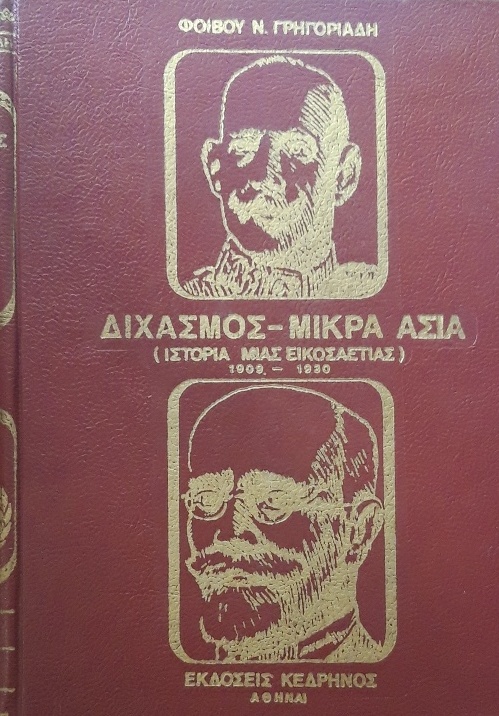 ΦΟΙΒΟΥ Ν. ΓΡΗΓΟΡΙΑΔΗ
ΔΙΧΑΣΜΟΣ - ΜΙΚΡΑ ΑΣΙΑ
( ΙΣΤΟΡΙΑ ΜΙΑΣ ΕΙΚΟΣΑΕΤΙΑΣ )
1909 - 1930
ΕΚΔΟΣΕΙΣ ΚΕΔΡΗΝΟΣ
ΑΘΗΝΑΙ